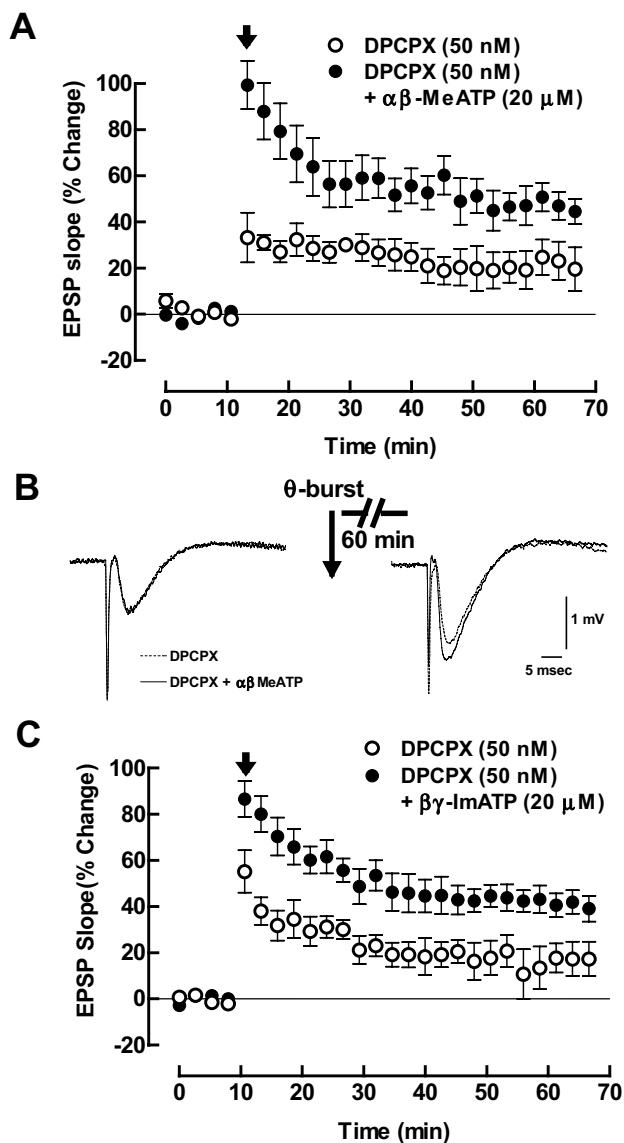 A
DPCPX (50 nM)
DPCPX (50 nM)
+ αβ-MeATP (20 μM)
EPSP slope (% Change)
100
80
60
40
20
0
-20
0 10 20 30 40 50 60 70
Time (min)
B
θ-burst
60 min
DPCPX
DPCPX + αβMeATP
1 mV
5 msec
C
DPCPX (50 nM)
DPCPX (50 nM)
+ βγ-ImATP (20 μM)
EPSP Slope(% Change)
100
80
60
40
20
0
-20
0 10 20 30 40 50 60 70
Time (min)